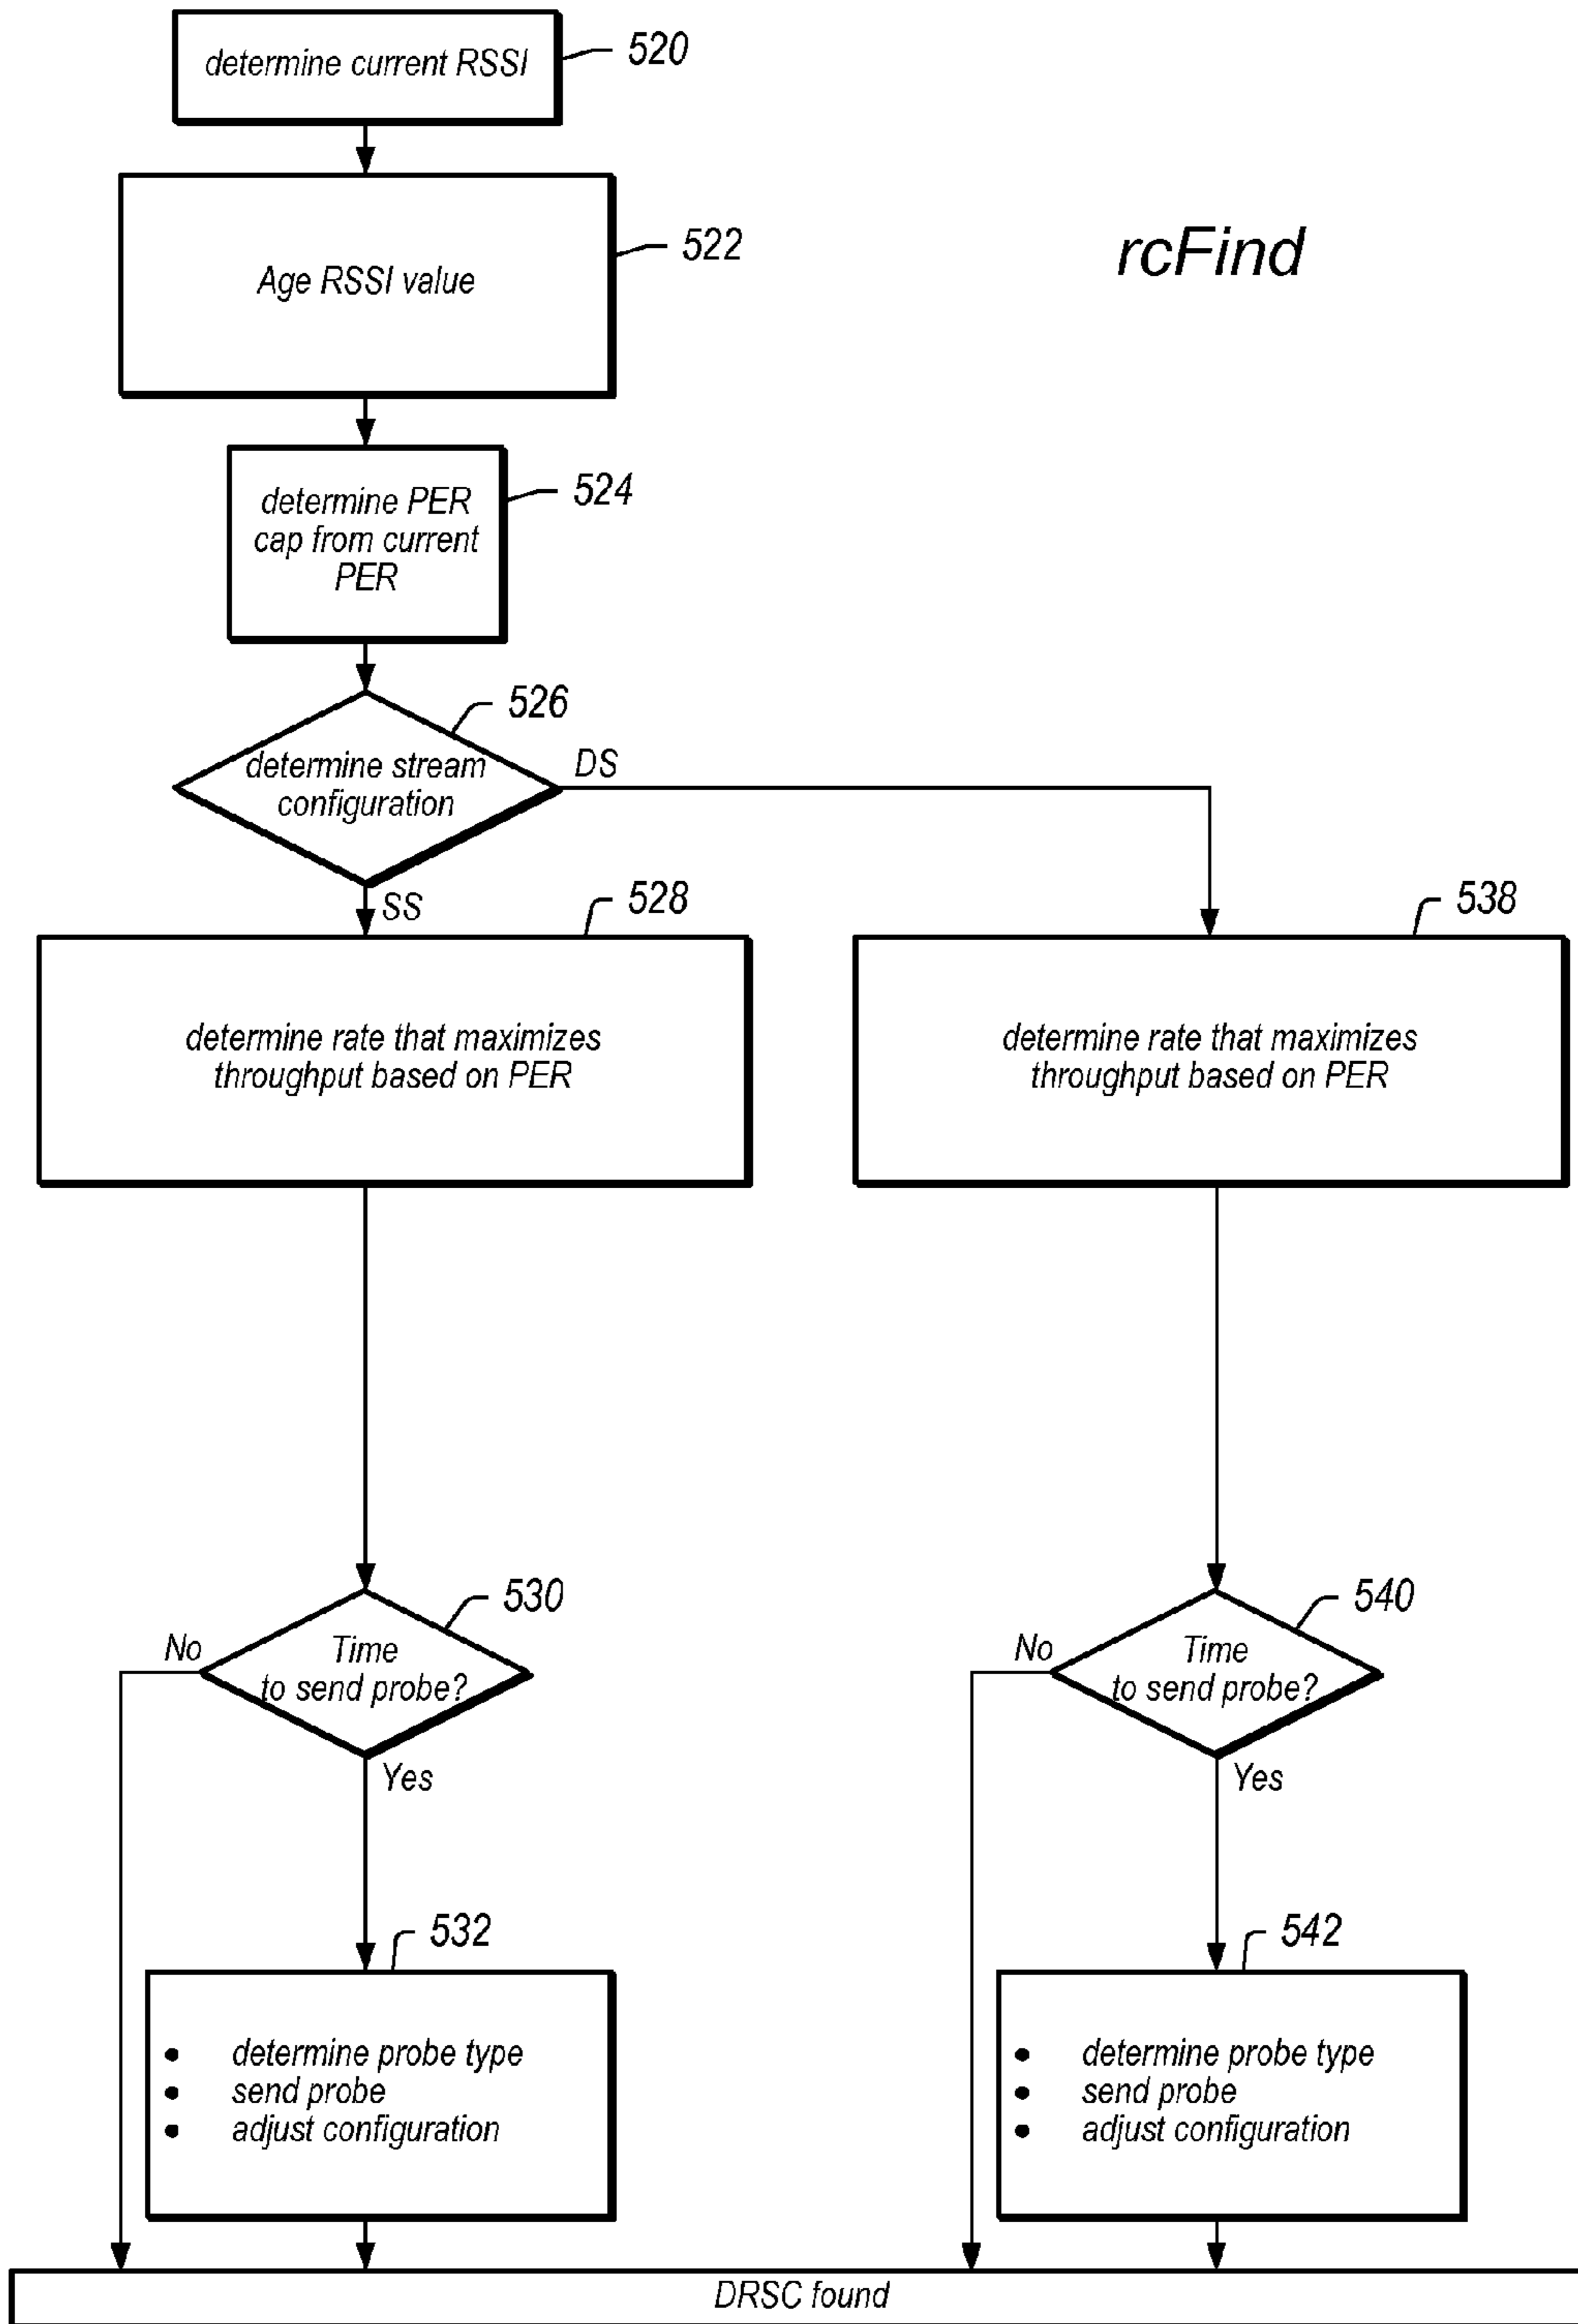 determine current RSSI
520
Age RSSI value
522
rcFind
determine PER
cap from current
PER
524
determine stream
configuration
526
DS
SS
528
538
determine rate that maximizes
throughput based on PER
determine rate that maximizes
throughput based on PER
530
540
No
Time
to send probe?
No
Time
to send probe?
Yes
Yes
532
542
• determine probe type
• send probe
• adjust configuration
• determine probe type
• send probe
• adjust configuration
DRSC found